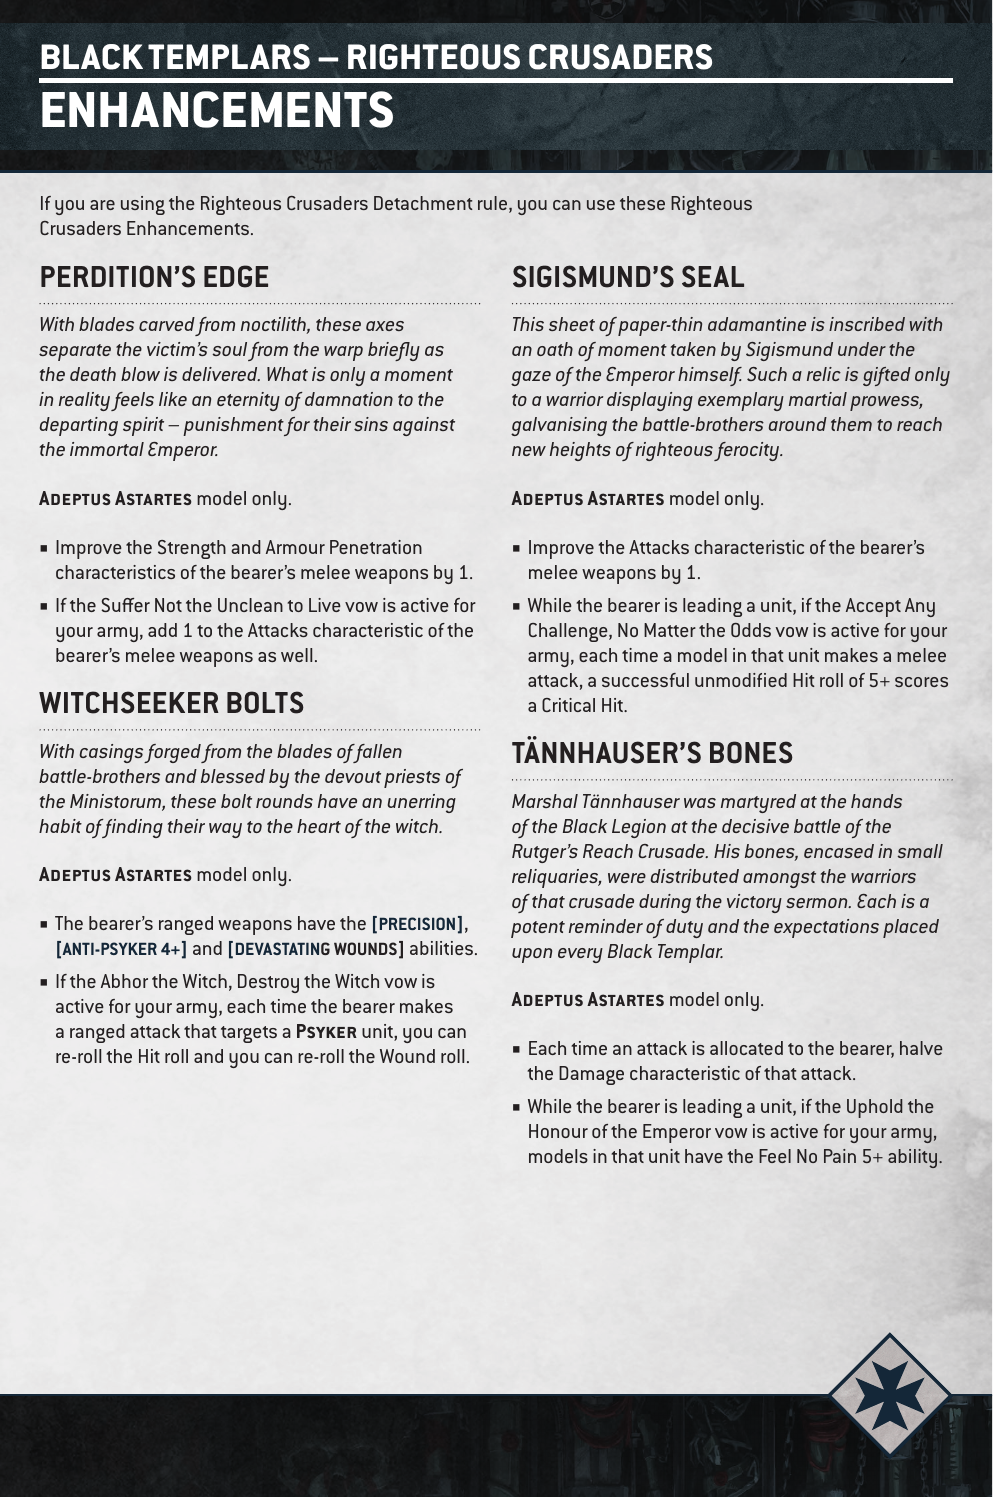 BLACK TEMPLARS – RIGHTEOUS CRUSADERS
ENHANCEMENTS
If you are using the Righteous Crusaders Detachment rule, you can use these Righteous
Crusaders Enhancements.
PERDITION’S EDGE
With blades carved from noctilith, these axes
separate the victim’s soul from the warp briefly as
the death blow is delivered. What is only a moment
in reality feels like an eternity of damnation to the
departing spirit – punishment for their sins against
the immortal Emperor.
ADEPTUS ASTARTES model only.
▪ Improve the Strength and Armour Penetration
characteristics of the bearer’s melee weapons by 1.
▪ If the Suffer Not the Unclean to Live vow is active for
your army, add 1 to the Attacks characteristic of the
bearer’s melee weapons as well.
WITCHSEEKER BOLTS
With casings forged from the blades of fallen
battle-brothers and blessed by the devout priests of
the Ministorum, these bolt rounds have an unerring
habit of finding their way to the heart of the witch.
ADEPTUS ASTARTES model only.
▪ The bearer’s ranged weapons have the [PRECISION],
[ANTI-PSYKER 4+] and [DEVASTATING WOUNDS] abilities.
▪ If the Abhor the Witch, Destroy the Witch vow is
active for your army, each time the bearer makes
a ranged attack that targets a PSYKER unit, you can
re-roll the Hit roll and you can re-roll the Wound roll.
SIGISMUND’S SEAL
This sheet of paper-thin adamantine is inscribed with
an oath of moment taken by Sigismund under the
gaze of the Emperor himself. Such a relic is gifted only
to a warrior displaying exemplary martial prowess,
galvanising the battle-brothers around them to reach
new heights of righteous ferocity.
ADEPTUS ASTARTES model only.
▪ Improve the Attacks characteristic of the bearer’s
melee weapons by 1.
▪ While the bearer is leading a unit, if the Accept Any
Challenge, No Matter the Odds vow is active for your
army, each time a model in that unit makes a melee
attack, a successful unmodified Hit roll of 5+ scores
a Critical Hit.
TÄNNHAUSER’S BONES
Marshal Tännhauser was martyred at the hands
of the Black Legion at the decisive battle of the
Rutger’s Reach Crusade. His bones, encased in small
reliquaries, were distributed amongst the warriors
of that crusade during the victory sermon. Each is a
potent reminder of duty and the expectations placed
upon every Black Templar.
ADEPTUS ASTARTES model only.
▪ Each time an attack is allocated to the bearer, halve
the Damage characteristic of that attack.
▪ While the bearer is leading a unit, if the Uphold the
Honour of the Emperor vow is active for your army,
models in that unit have the Feel No Pain 5+ ability.